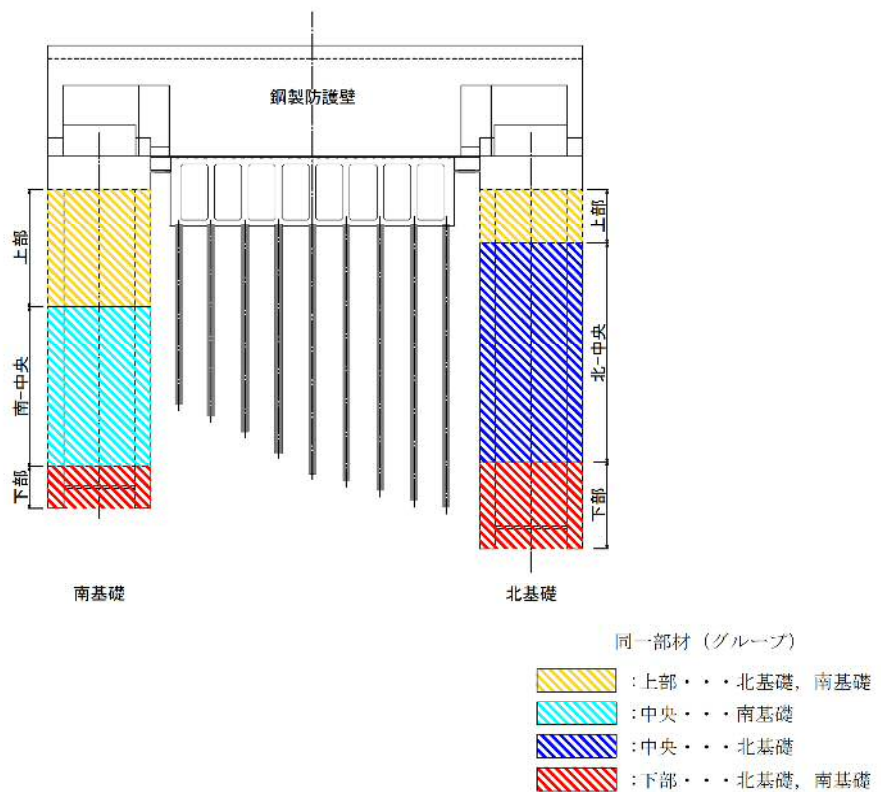 鋼製防護壁
上部
南-中央
下部
上部
北-中央
下部
南基礎
北基礎
同一部材（グループ）
：上部・・・北基礎，南基礎
：中央・・・南基礎
：中央・・・北基礎
：下部・・・北基礎，南基礎